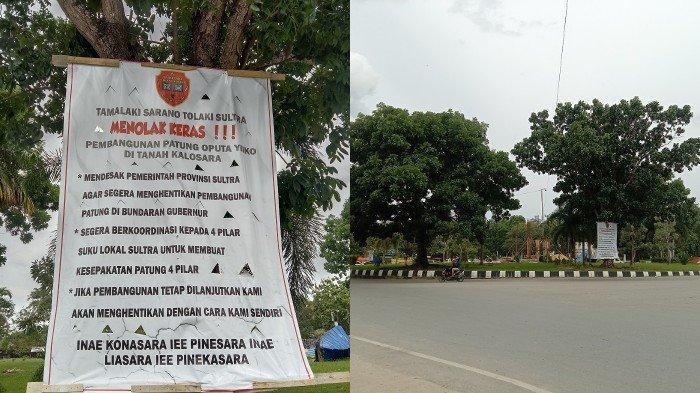 TAMALAKI SARANO TOLAKI SULTRA
MENOLAK KERAS !!!
PEMBANGUNAN PATUNG OPUTA YIKO
DI TANAH KALOSARA
* MENDESAK PEMERINTAH PROVINSI SULTRA
AGAR SEGERA MENGHENTIKAN PEMBANGUNAN
PATUNG DI BUNDARAN GUBERNUR
* SEGERA BERKOORDINASI KEPADA 4 PILAR
SUKU LOKAL SULTRA UNTUK MEMBUAT
KESEPAKATAN PATUNG 4 PILAR
* JIKA PEMBANGUNAN TETAP DILANJUTKAN KAMI
AKAN MENGHENTIKAN DENGAN CARA KAMI SENDIRI
INAE KONASARA IEE PINESARA INAE
LIASARA IEE PINEKASARA